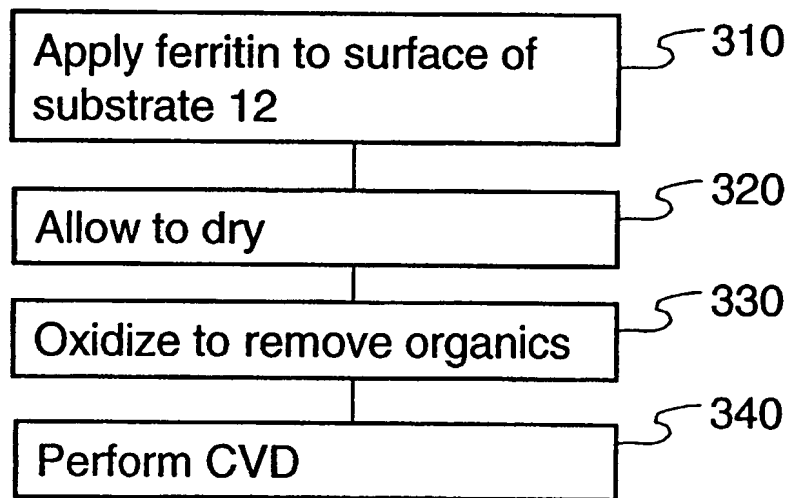 Apply ferritin to surface of
substrate 12
310
Allow to dry
320
Oxidize to remove organics
330
Perform CVD
340